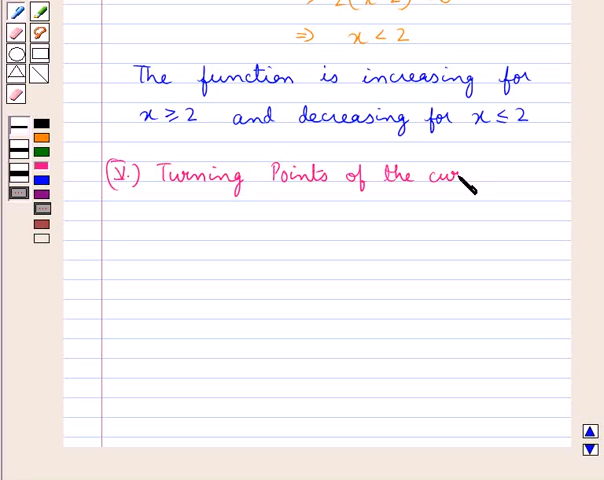 ⇒ x < 2
The function is increasing for
x ≥ 2 and decreasing for x ≤ 2
(V.) Turning Points of the cur